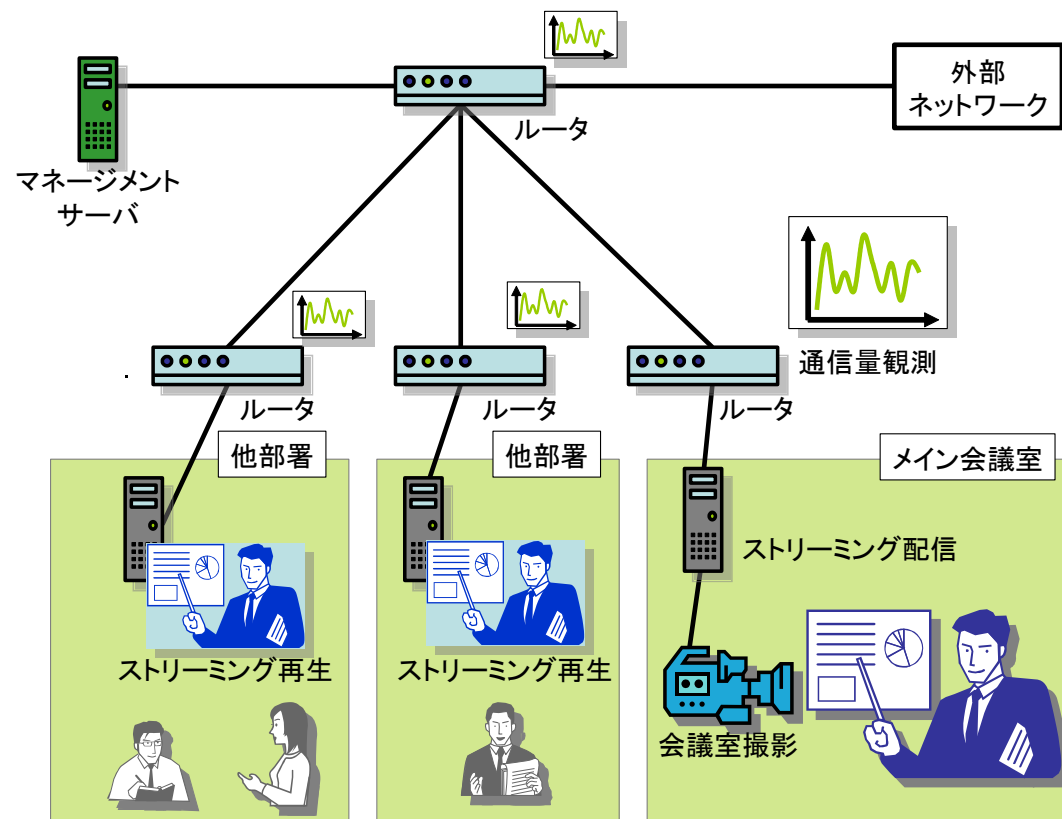 外部
ネットワーク
ルータ
マネージメント
サーバ
通信量観測
ルータ
ルータ
ルータ
他部署
他部署
メイン会議室
ストリーミング配信
ストリーミング再生
ストリーミング再生
会議室撮影